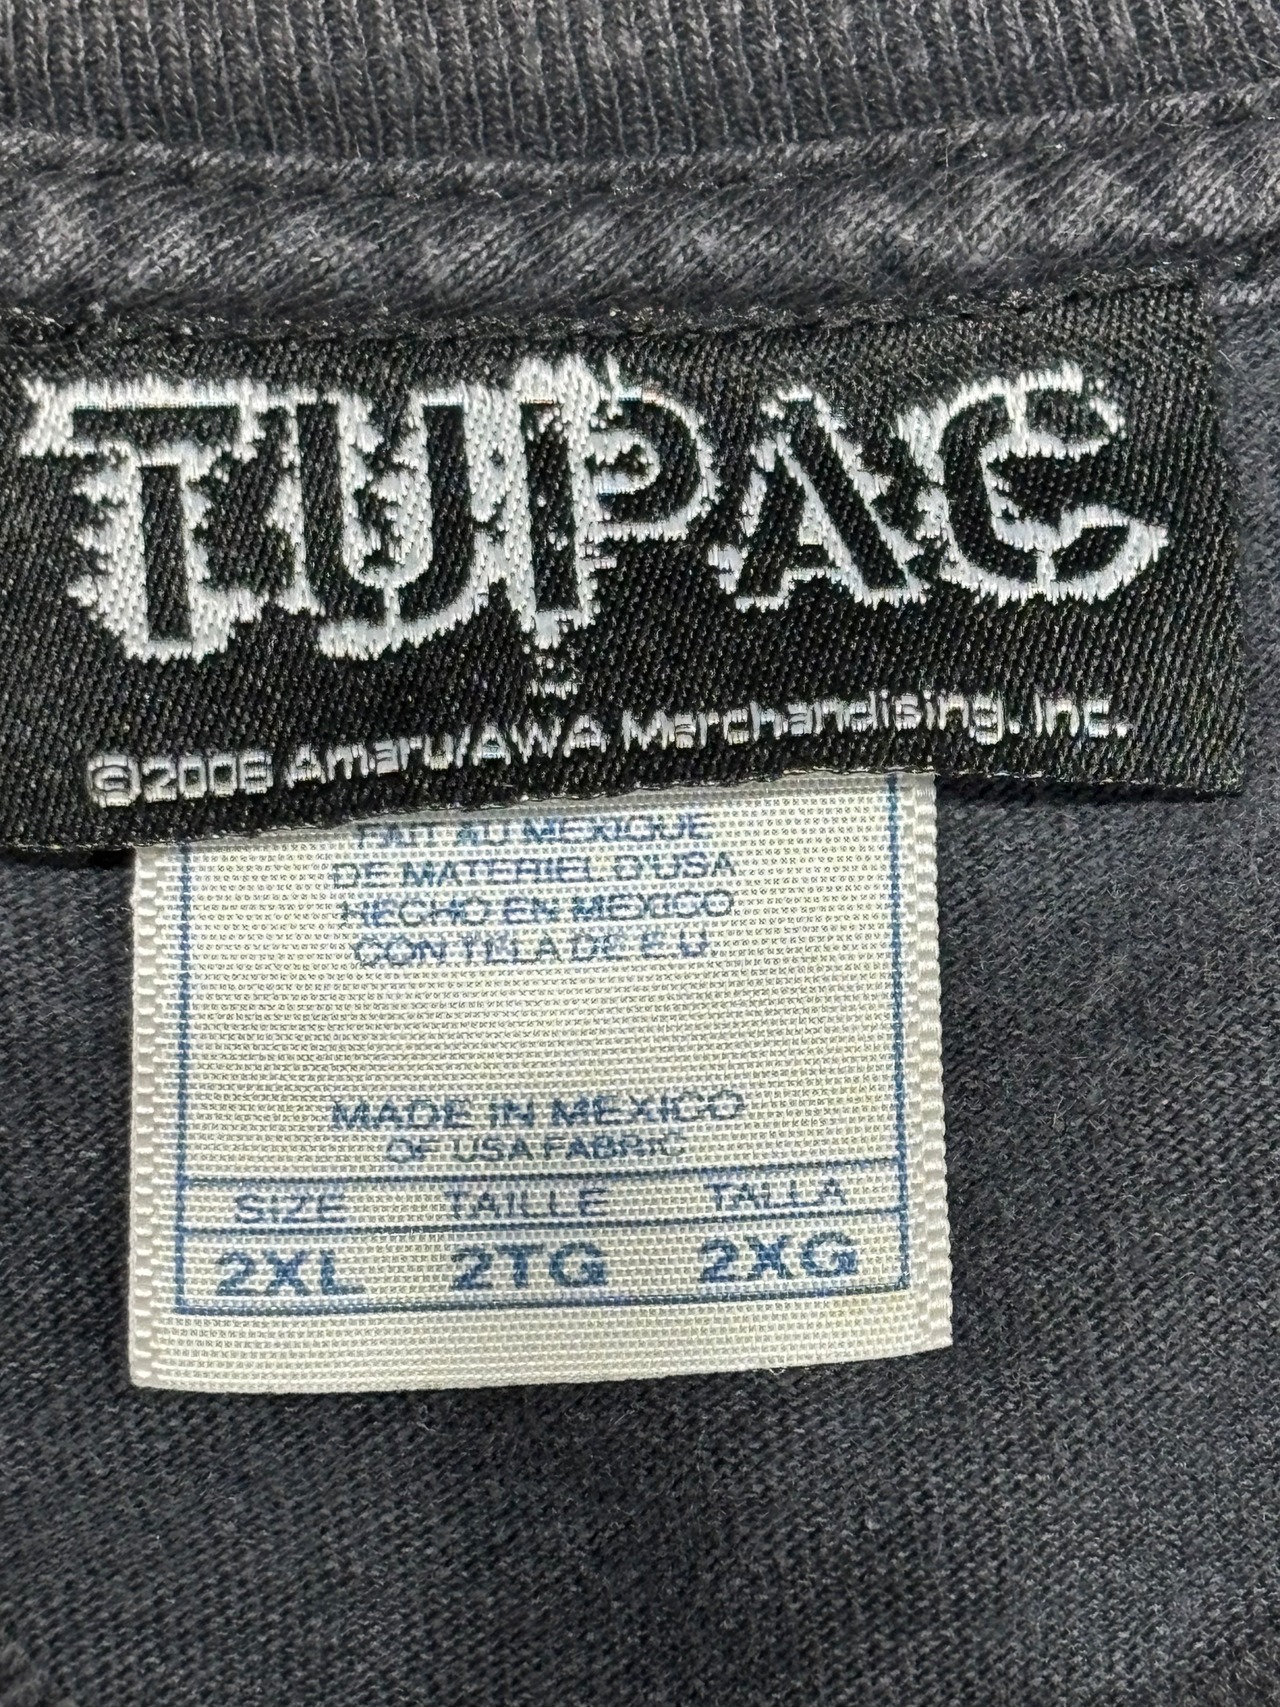 TUPAC
Amaru/AWA Merchandising, Inc.
FAIT AU MEXIQUE
DE MATERIEL D'USA
HECHO EN MEXICO
CON TELA DE E.U.
MADE IN MEXICO
OF USA FABRIC
SIZE TAILLE TALLA
2XL 2TG 2XG